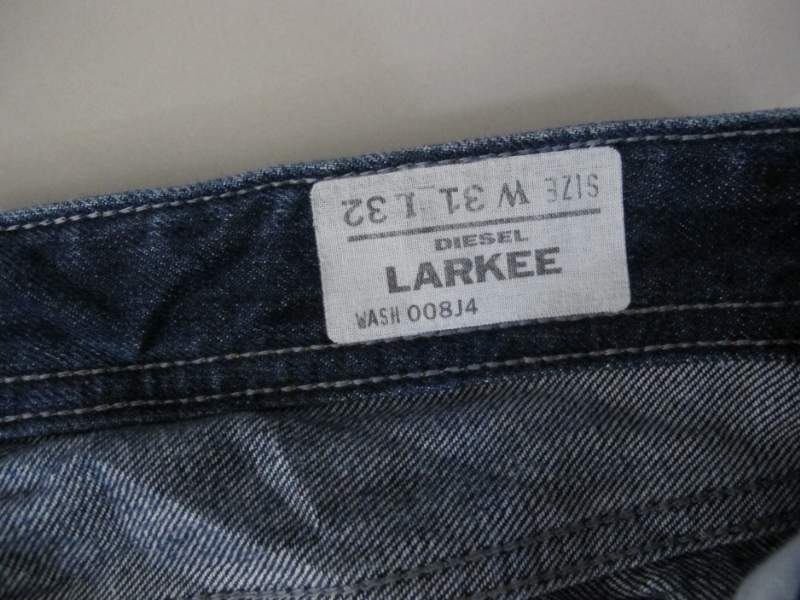 SIZE W 31 L 32
DIESEL
LARKEE
WASH 008J4